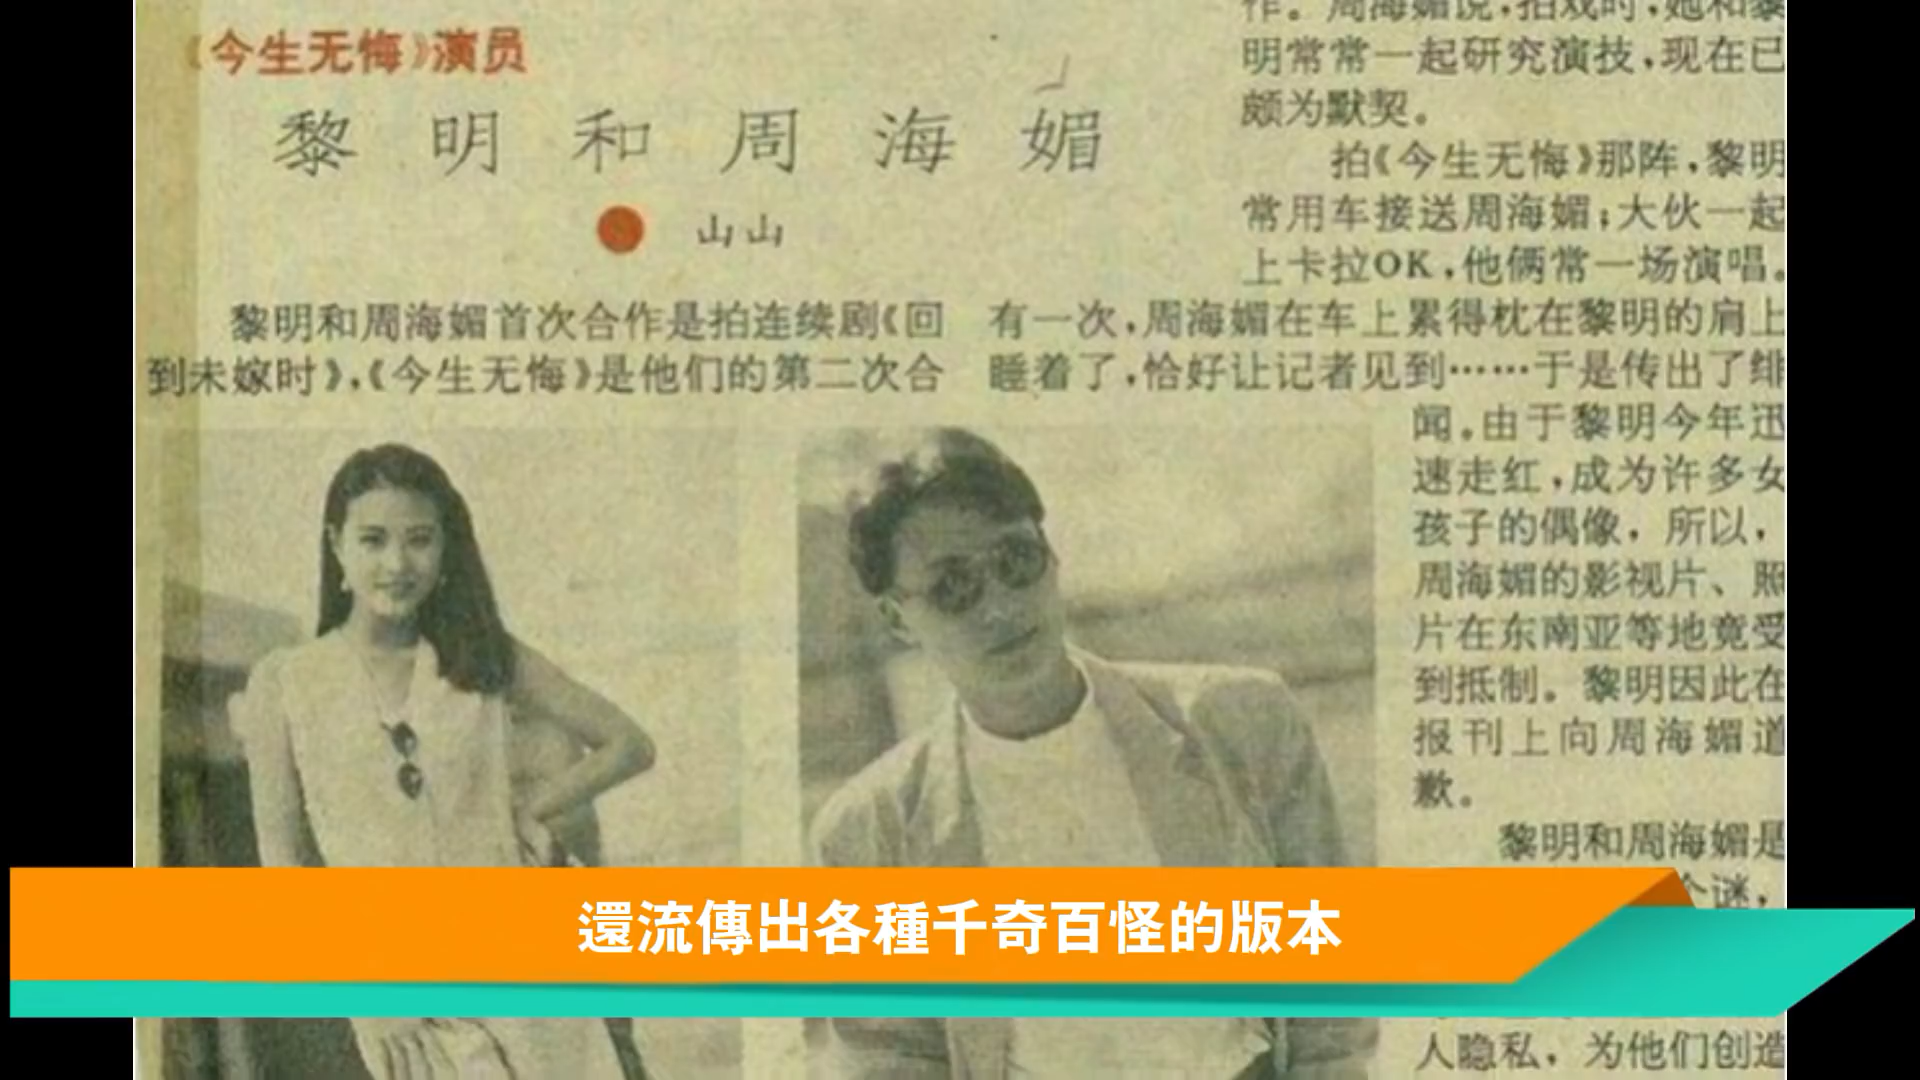 《今生无悔》演员
黎明和周海媚
山山
黎明和周海媚首次合作是拍连续剧《回
到未嫁时》,《今生无悔》是他们的第二次合
作。周海媚说,拍戏时,她和黎
明常常一起研究演技,现在已
颇为默契。
拍《今生无悔》那阵,黎明
常用车接送周海媚;大伙一起
上卡拉OK,他俩常一场演唱。
有一次,周海媚在车上累得枕在黎明的肩上
睡着了,恰好让记者见到……于是传出了绯
闻。由于黎明今年迅
速走红,成为许多女
孩子的偶像,所以,
周海媚的影视片、照
片在东南亚等地竟受
到抵制。黎明因此在
报刊上向周海媚道
歉。
黎明和周海媚是
个谜,
人隐私,为他们创造
還流傳出各種千奇百怪的版本